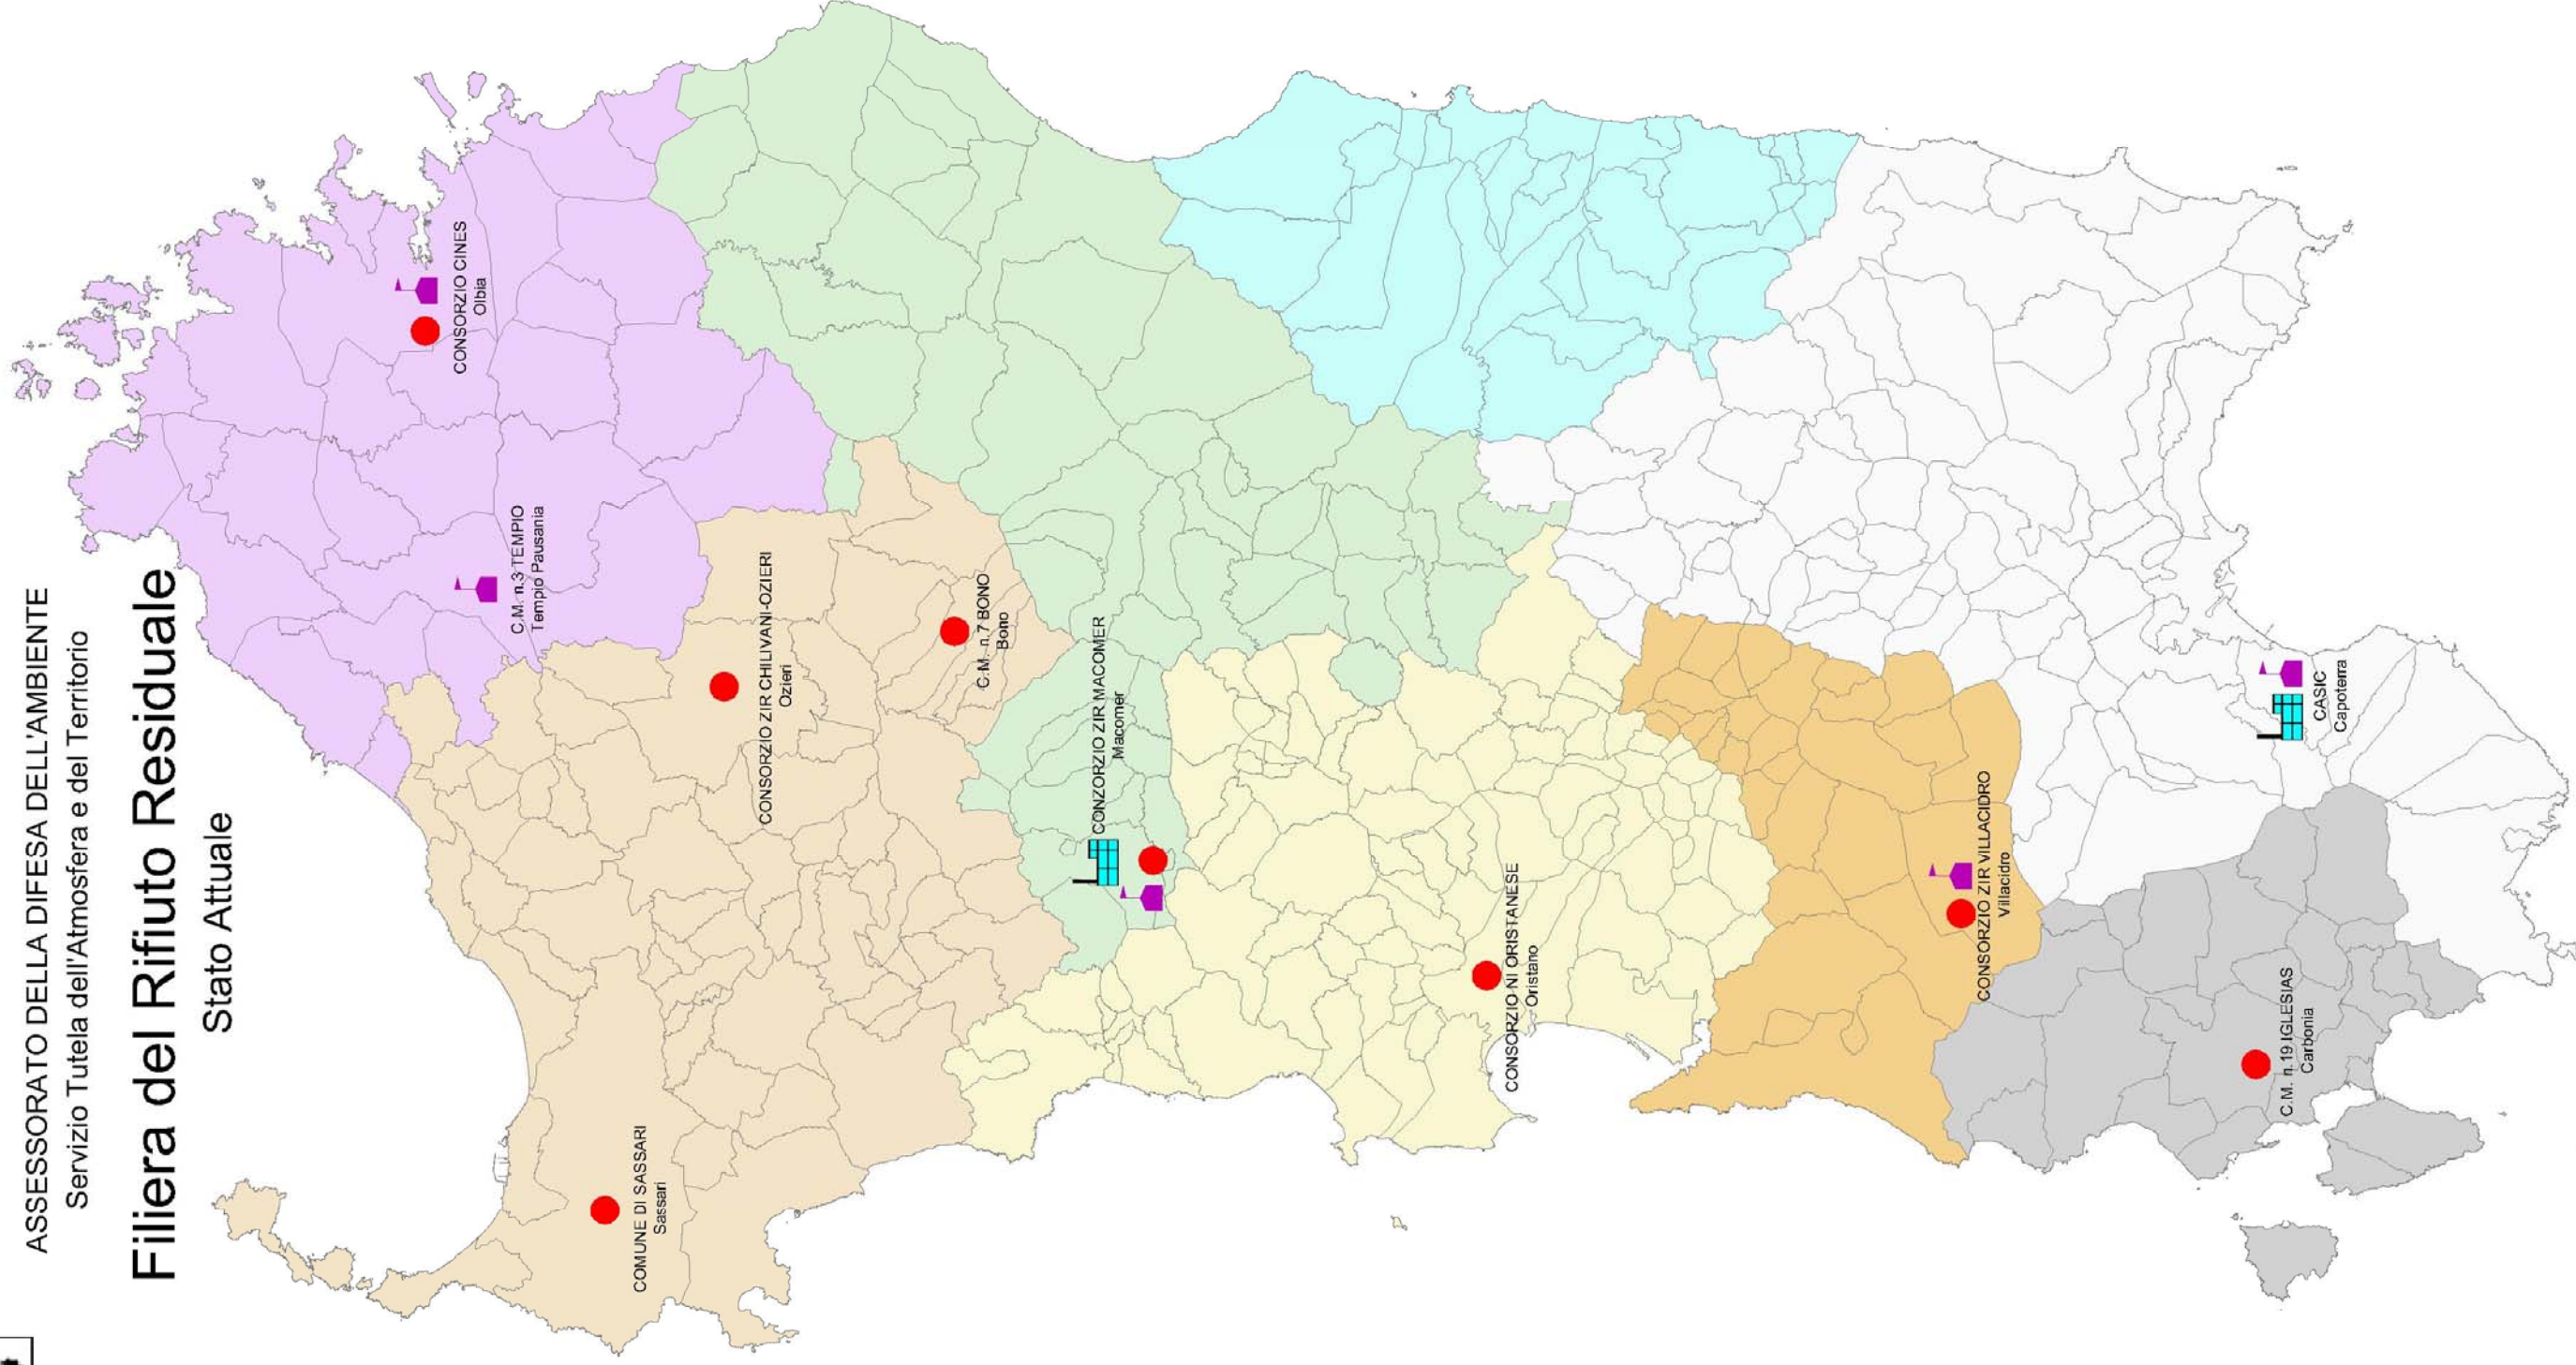 ASSESSORATO DELLA DIFESA DELL'AMBIENTE
Servizio Tutela dell'Atmosfera e del Territorio
Filiera del Rifiuto Residuale
Stato Attuale
CONSORZIO CINES
Olbia
C.M. n.3 TEMPIO
Tempio Pausania
COMUNE DI SASSARI
Sassari
CONSORZIO ZIR CHILIVANI-OZIERI
Ozieri
C.M. n.7 BONO
Bono
CONZORZIO ZIR MACOMER
Macomer
CONSORZIO NI ORISTANESE
Oristano
CONSORZIO ZIR VILLACIDRO
Villacidro
C.M. n.19 IGLESIAS
Carbonia
CASIC
Capoterra